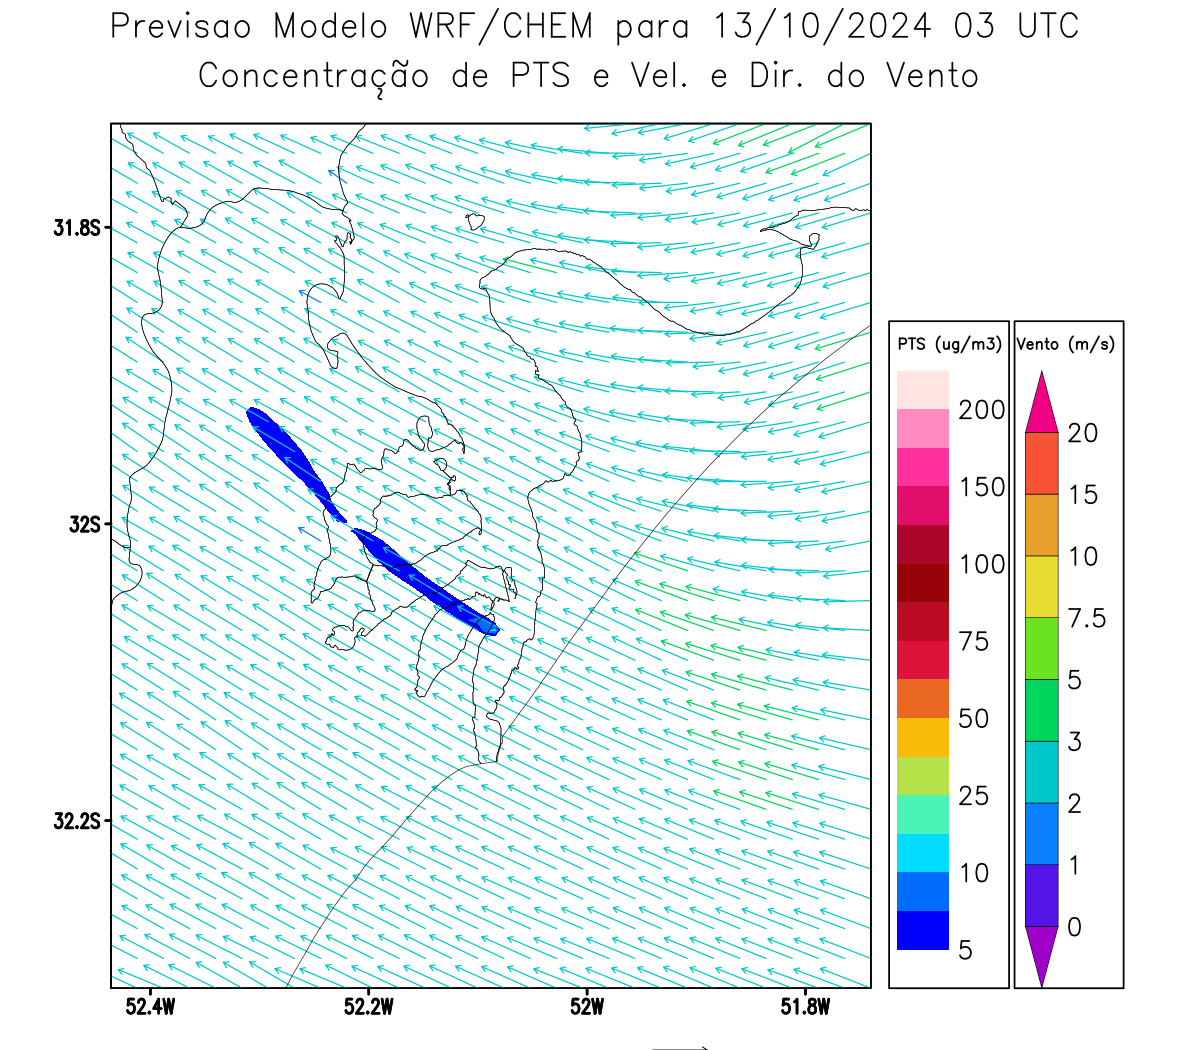 Previsao Modelo WRF/CHEM para 13/10/2024 03 UTC
Concentração de PTS e Vel. e Dir. do Vento
31.8S
32S
32.2S
52.4W 52.2W 52W 51.8W
PTS (ug/m3)
200
150
100
75
50
25
10
5
Vento (m/s)
20
15
10
7.5
5
3
2
1
0